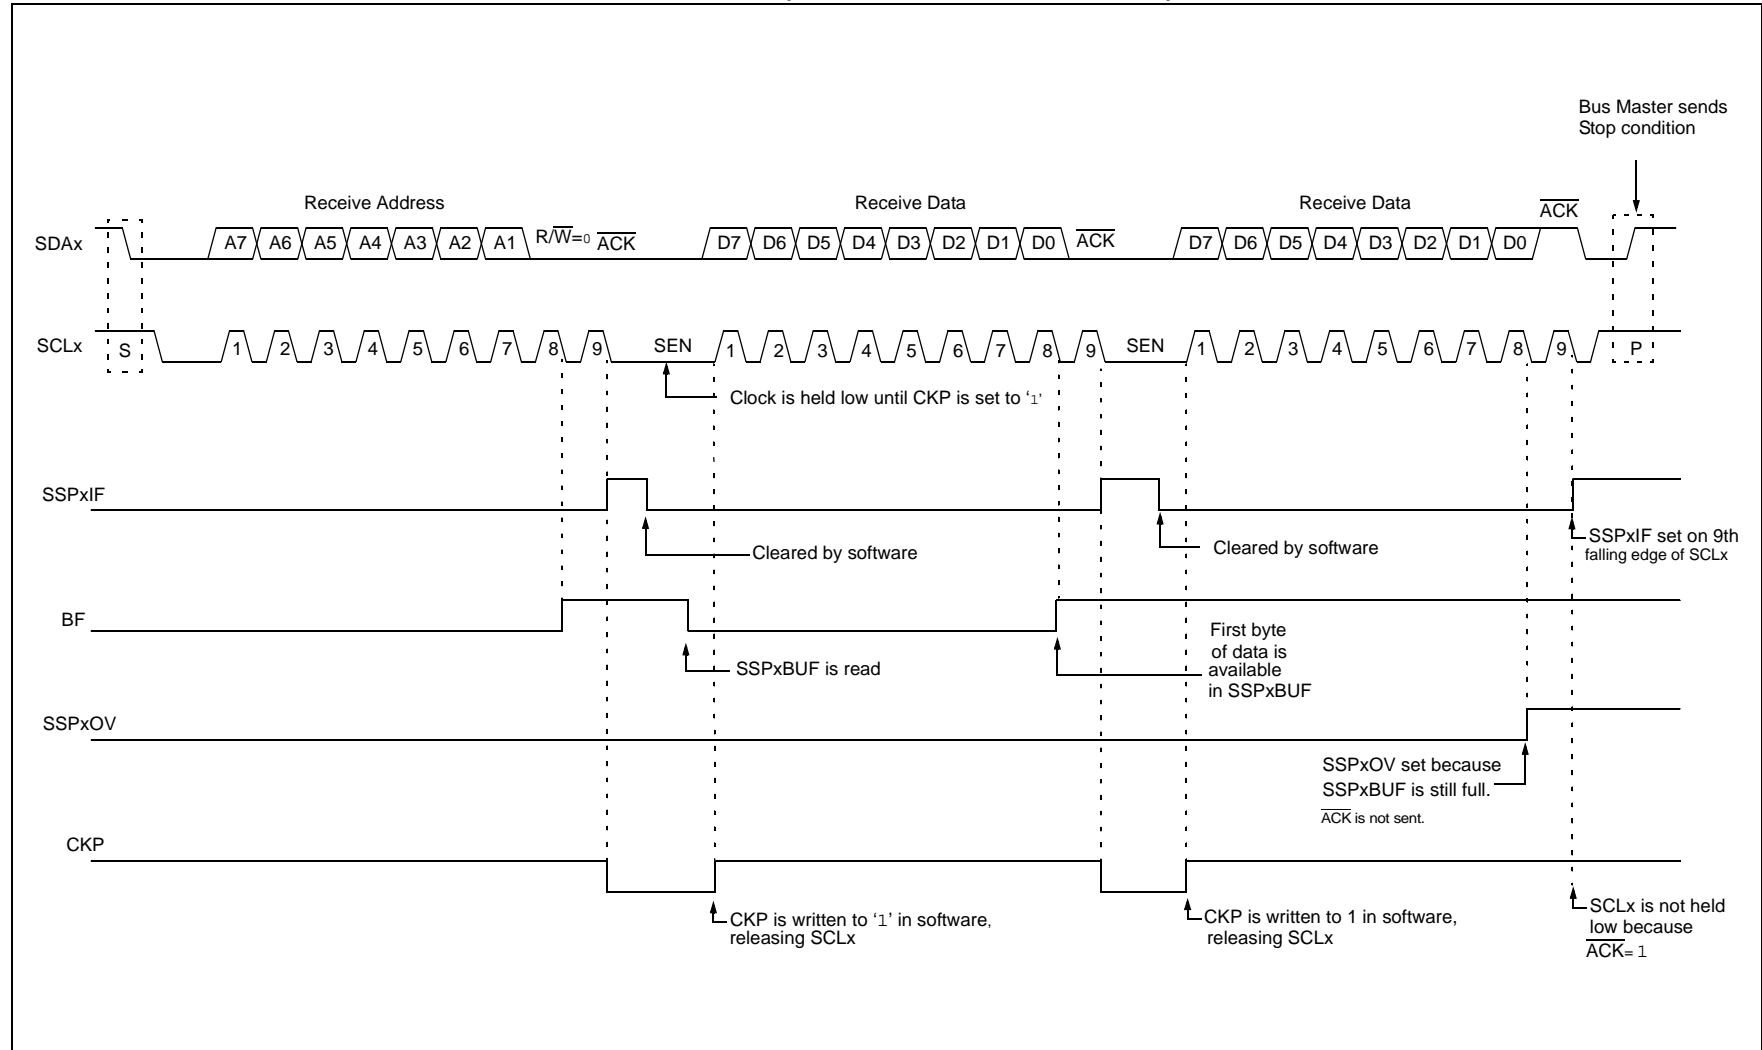 Bus Master sends
Stop condition
Receive Address
Receive Data
Receive Data
ACK
SDAx
A7 A6 A5 A4 A3 A2 A1 R/W=0 ACK
D7 D6 D5 D4 D3 D2 D1 D0 ACK
D7 D6 D5 D4 D3 D2 D1 D0
SCLx
S 1 2 3 4 5 6 7 8 9 SEN 1 2 3 4 5 6 7 8 9 SEN 1 2 3 4 5 6 7 8 9 P
Clock is held low until CKP is set to ‘1’
SSPxIF
Cleared by software
Cleared by software
SSPxIF set on 9th
falling edge of SCLx
BF
SSPxBUF is read
First byte
of data is
available
in SSPxBUF
SSPxOV
SSPxOV set because
SSPxBUF is still full.
ACK is not sent.
CKP
CKP is written to ‘1’ in software,
releasing SCLx
CKP is written to 1 in software,
releasing SCLx
SCLx is not held
low because
ACK= 1